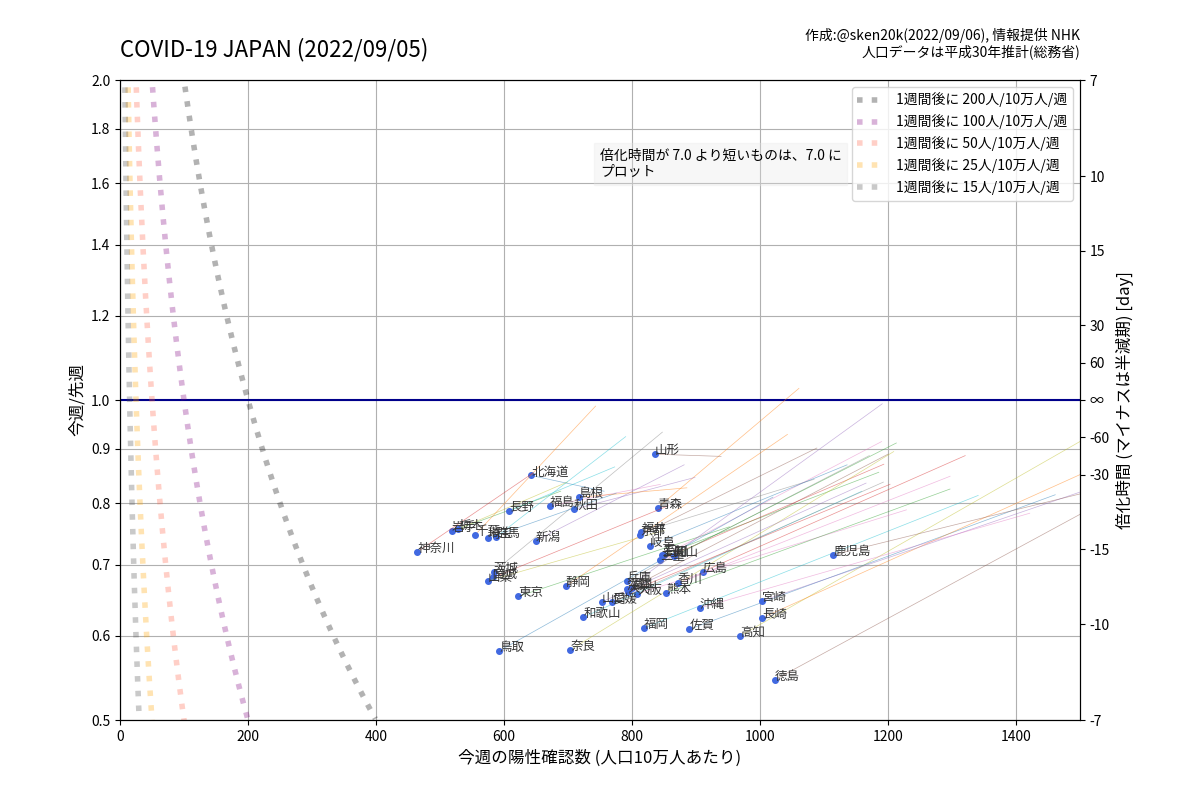 COVID-19 JAPAN (2022/09/05)
作成:@sken20k(2022/09/06), 情報提供 NHK
人口データは平成30年推計(総務省)
1週間後に 200人/10万人/週
1週間後に 100人/10万人/週
1週間後に 50人/10万人/週
1週間後に 25人/10万人/週
1週間後に 15人/10万人/週
倍化時間が 7.0 より短いものは、7.0 に
プロット
今週/先週
2.0
1.8
1.6
1.4
1.2
1.0
0.9
0.8
0.7
0.6
0.5
倍化時間 (マイナスは半減期) [day]
7
10
15
30
60
∞
-60
-30
-15
-10
-7
山形
北海道
島根
福島
秋田
長野
青森
新潟
神奈川
岐阜
鹿児島
広島
茨城
兵庫
香川
静岡
熊本
東京
沖縄
宮崎
和歌山
長崎
福岡
佐賀
高知
鳥取
奈良
徳島
0
200
400
600
800
1000
1200
1400
今週の陽性確認数 (人口10万人あたり)